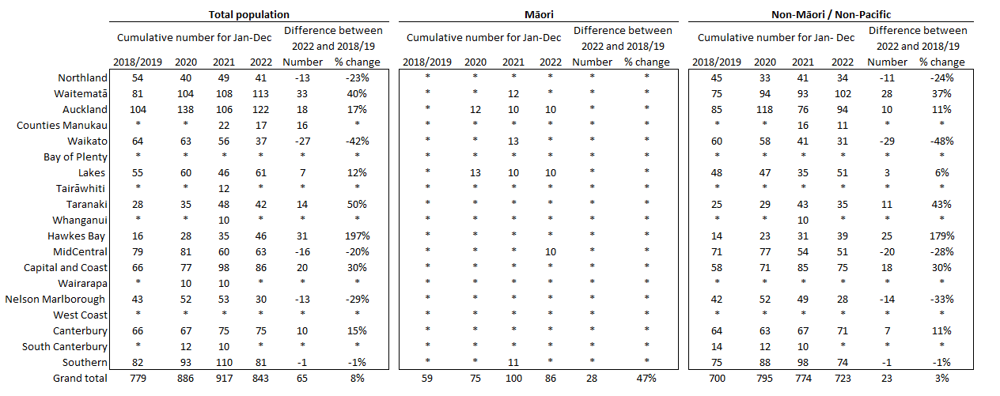 Total population Māori Non-Māori / Non-Pacific
Cumulative number for Jan-Dec Difference between 2022 and 2018/19 Cumulative number for Jan-Dec Difference between 2022 and 2018/19 Cumulative number for Jan- Dec Difference between 2022 and 2018/19
2018/2019 2020 2021 2022 Number % change 2018/2019 2020 2021 2022 Number % change 2018/2019 2020 2021 2022 Number % change
Northland 54 40 49 41 -13 -23% * * * * * * 45 33 41 34 -11 -24%
Waitematā 81 104 108 113 33 40% * * 12 * * * 75 94 93 102 28 37%
Auckland 104 138 106 122 18 17% * 12 10 10 * * 85 118 76 94 10 11%
Counties Manukau * * 22 17 16 * * * * * * * * * 16 11 * *
Waikato 64 63 56 37 -27 -42% * * 13 * * * 60 58 41 31 -29 -48%
Bay of Plenty * * * * * * * * * * * * * * * * * *
Lakes 55 60 46 61 7 12% * 13 10 10 * * 48 47 35 51 3 6%
Tairāwhiti * * 12 * * * * * * * * * * * * * * *
Taranaki 28 35 48 42 14 50% * * * * * * 25 29 43 35 11 43%
Whanganui * * 10 * * * * * * * * * * * 10 * * *
Hawkes Bay 16 28 35 46 31 197% * * * * * * 14 23 31 39 25 179%
MidCentral 79 81 60 63 -16 -20% * * * 10 * * 71 77 54 51 -20 -28%
Capital and Coast 66 77 98 86 20 30% * * * * * * 58 71 85 75 18 30%
Wairarapa * 10 10 * * * * * * * * * * * * * * *
Nelson Marlborough 43 52 53 30 -13 -29% * * * * * * 42 52 49 28 -14 -33%
West Coast * * * * * * * * * * * * * * * * * *
Canterbury 66 67 75 75 10 15% * * * * * * 64 63 67 71 7 11%
South Canterbury * 12 10 * * * * * * * * * 14 12 10 * * *
Southern 82 93 110 81 -1 -1% * * 11 * * * 75 88 98 74 -1 -1%
Grand total 779 886 917 843 65 8% 59 75 100 86 28 47% 700 795 774 723 23 3%